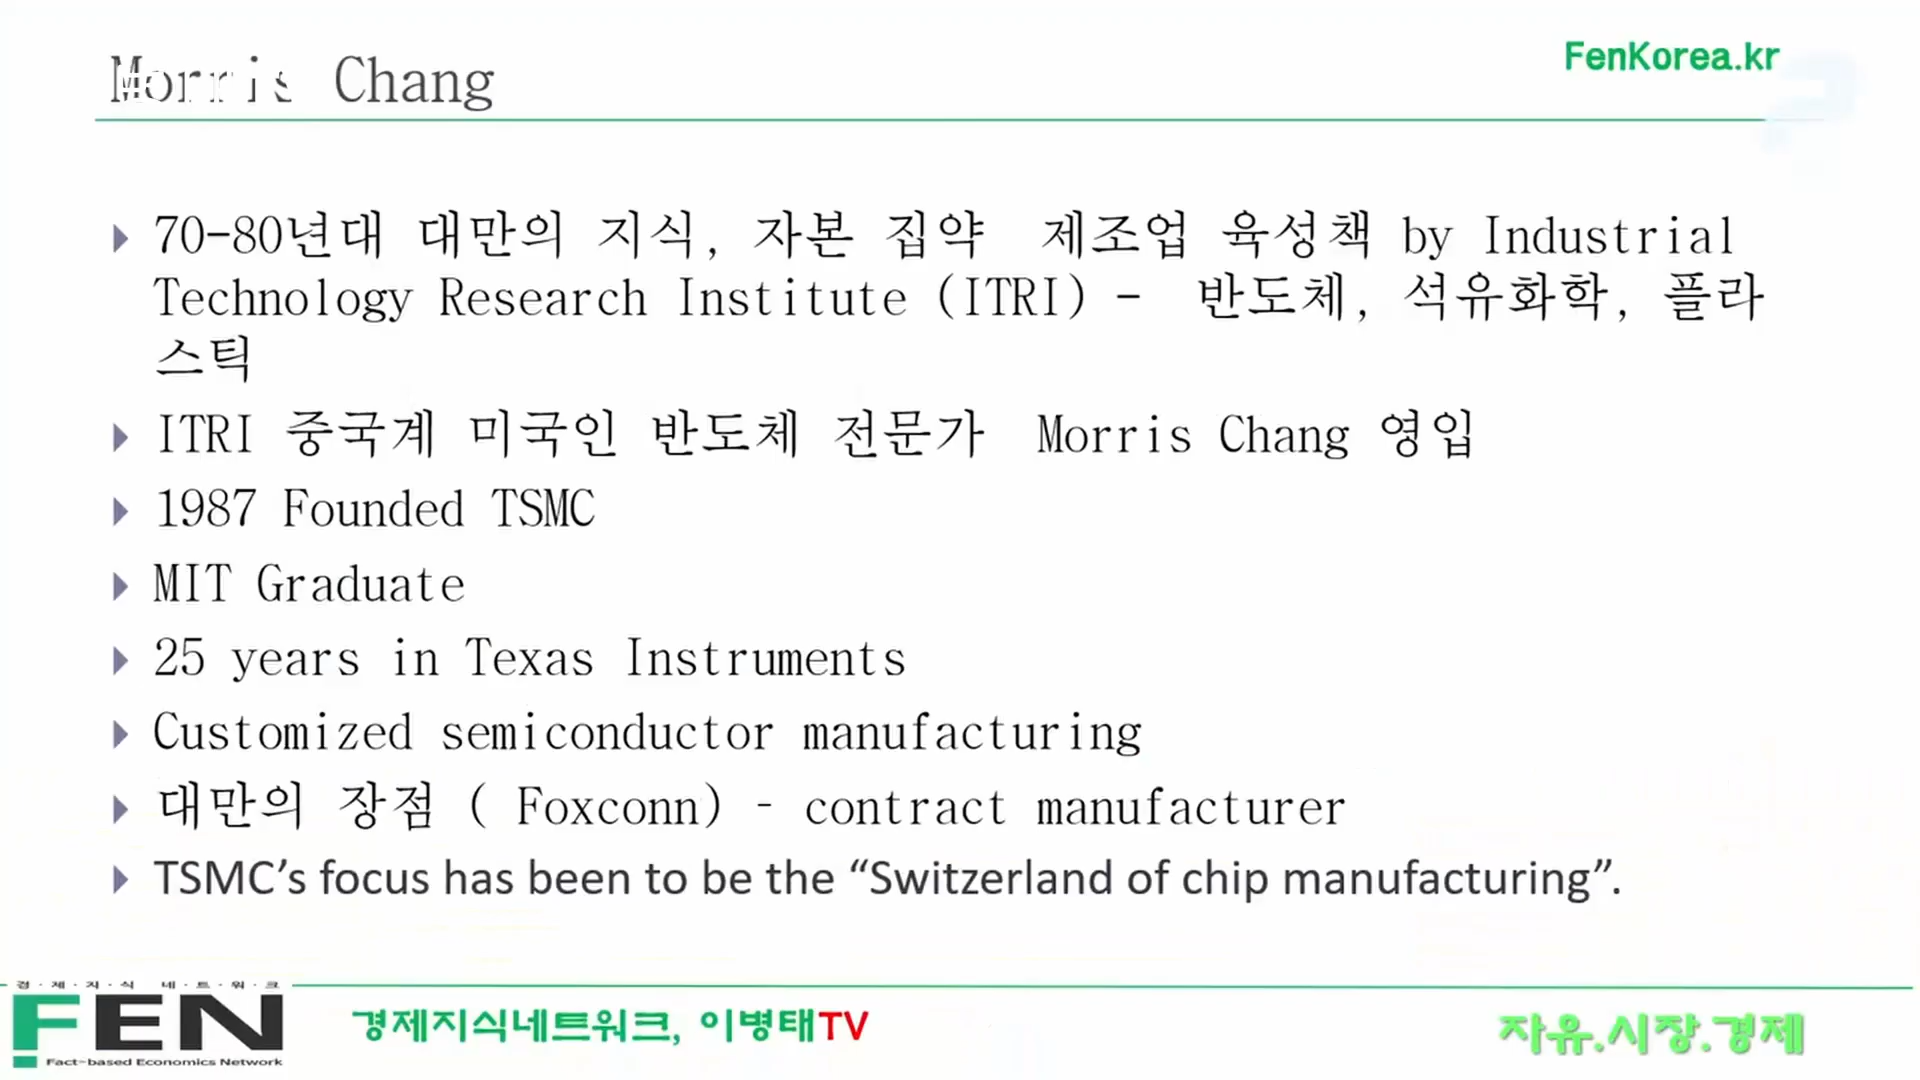 Morris Chang
FenKorea.kr
70-80년대 대만의 지식, 자본 집약 제조업 육성책 by Industrial
Technology Research Institute (ITRI) - 반도체, 석유화학, 플라
스틱
ITRI 중국계 미국인 반도체 전문가 Morris Chang 영입
1987 Founded TSMC
MIT Graduate
25 years in Texas Instruments
Customized semiconductor manufacturing
대만의 장점 ( Foxconn) - contract manufacturer
TSMC’s focus has been to be the “Switzerland of chip manufacturing”.
경·제·지·식 네·트·워·크
FEN
Fact-based Economics Network
경제지식네트워크, 이병태TV
자유.시장.경제